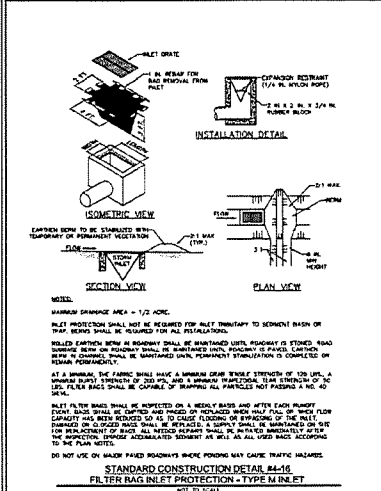 INLET GRATE
1 IN. REBAR FOR
BAG REMOVAL FROM
INLET
EXPANSION RESTRAINT
(1/4 IN. NYLON ROPE)
2 IN X 2 IN. X 3/4 IN.
RUBBER BLOCK
INSTALLATION DETAIL
ISOMETRIC VIEW
EARTHEN BERM TO BE STABILIZED WITH
TEMPORARY OR PERMANENT VEGETATION
2:1 MAX
(TYP.)
FLOW
STORM
INLET
SECTION VIEW
2:1 MAX
BERM
FLOW
6 IN.
MIN
HEIGHT
PLAN VIEW
NOTES:
MAXIMUM DRAINAGE AREA = 1/2 ACRE.
INLET PROTECTION SHALL NOT BE REQUIRED FOR INLET TRIBUTARY TO SEDIMENT BASIN OR
TRAP. BERMS SHALL BE REQUIRED FOR ALL INSTALLATIONS.
ROLLED EARTHEN BERM IN ROADWAY SHALL BE MAINTAINED UNTIL ROADWAY IS STONED. ROAD
SUBBASE BERM ON ROADWAY SHALL BE MAINTAINED UNTIL ROADWAY IS PAVED. EARTHEN
BERM IN CHANNEL SHALL BE MAINTAINED UNTIL PERMANENT STABILIZATION IS COMPLETED OR
REMAIN PERMANENTLY.
AT A MINIMUM, THE FABRIC SHALL HAVE A MINIMUM GRAB TENSILE STRENGTH OF 120 LBS., A
MINIMUM BURST STRENGTH OF 200 PSI, AND A MINIMUM TRAPEZOIDAL TEAR STRENGTH OF 50
LBS. FILTER BAGS SHALL BE CAPABLE OF TRAPPING ALL PARTICLES NOT PASSING A NO. 40
SIEVE.
INLET FILTER BAGS SHALL BE INSPECTED ON A WEEKLY BASIS AND AFTER EACH RUNOFF
EVENT. BAGS SHALL BE EMPTIED AND RINSED OR REPLACED WHEN HALF FULL OR WHEN FLOW
CAPACITY HAS BEEN REDUCED SO AS TO CAUSE FLOODING OR BYPASSING OF THE INLET.
DAMAGED OR CLOGGED BAGS SHALL BE REPLACED. A SUPPLY SHALL BE MAINTAINED ON SITE
FOR REPLACEMENT OF BAGS. ALL NEEDED REPAIRS SHALL BE INITIATED IMMEDIATELY AFTER
THE INSPECTION. DISPOSE ACCUMULATED SEDIMENT AS WELL AS ALL USED BAGS ACCORDING
TO THE PLAN NOTES.
DO NOT USE ON MAJOR PAVED ROADWAYS WHERE PONDING MAY CAUSE TRAFFIC HAZARDS.
STANDARD CONSTRUCTION DETAIL #4-16
FILTER BAG INLET PROTECTION - TYPE M INLET
NOT TO SCALE